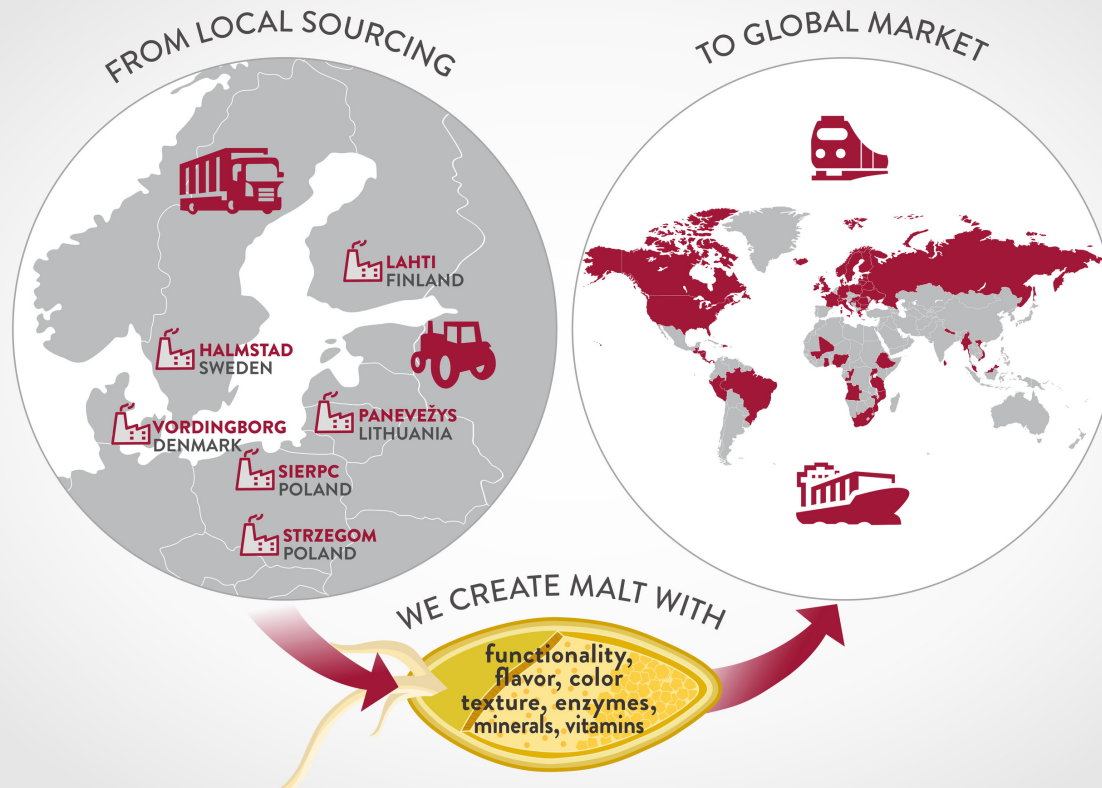 FROM LOCAL SOURCING
TO GLOBAL MARKET
LAHTI
FINLAND
HALMSTAD
SWEDEN
PANEVEŽYS
LITHUANIA
VORDINGBORG
DENMARK
SIERPC
POLAND
STRZEGOM
POLAND
WE CREATE MALT WITH
functionality,
flavor, color
texture, enzymes,
minerals, vitamins